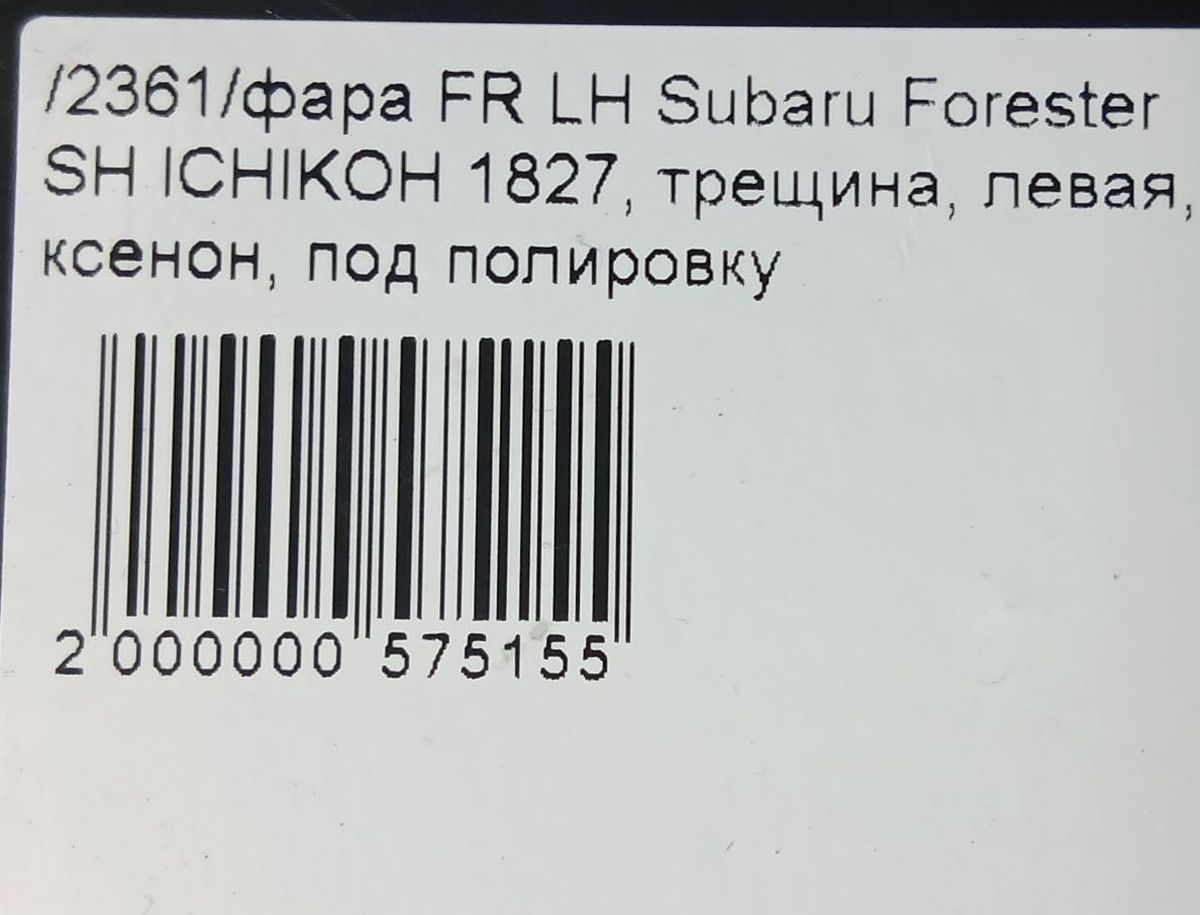 /2361/фара FR LH Subaru Forester
SH ICHIKOH 1827, трещина, левая,
ксенон, под полировку
2 000000 575155